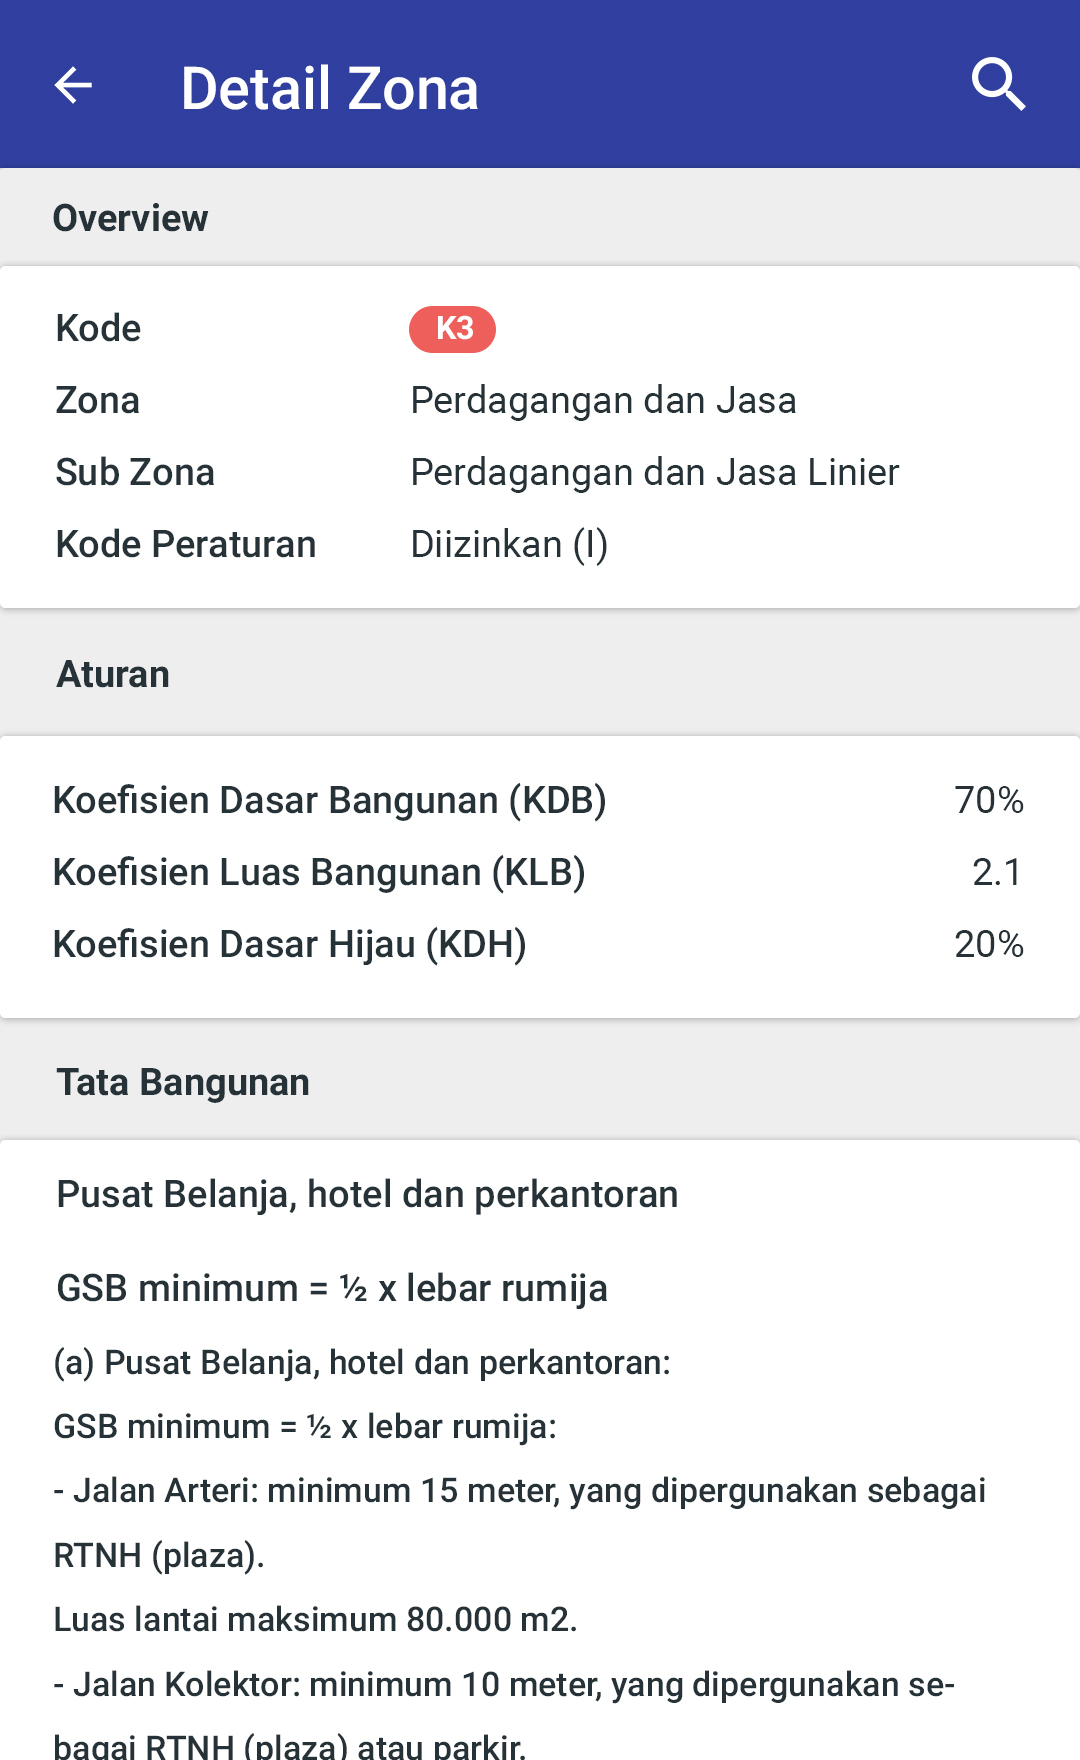 Detail Zona
Overview
Kode K3
Zona Perdagangan dan Jasa
Sub Zona Perdagangan dan Jasa Linier
Kode Peraturan Diizinkan (I)
Aturan
Koefisien Dasar Bangunan (KDB) 70%
Koefisien Luas Bangunan (KLB) 2.1
Koefisien Dasar Hijau (KDH) 20%
Tata Bangunan
Pusat Belanja, hotel dan perkantoran
GSB minimum = ½ x lebar rumija
(a) Pusat Belanja, hotel dan perkantoran:
GSB minimum = ½ x lebar rumija:
- Jalan Arteri: minimum 15 meter, yang dipergunakan sebagai
RTNH (plaza).
Luas lantai maksimum 80.000 m2.
- Jalan Kolektor: minimum 10 meter, yang dipergunakan se-
bagai RTNH (plaza) atau parkir.